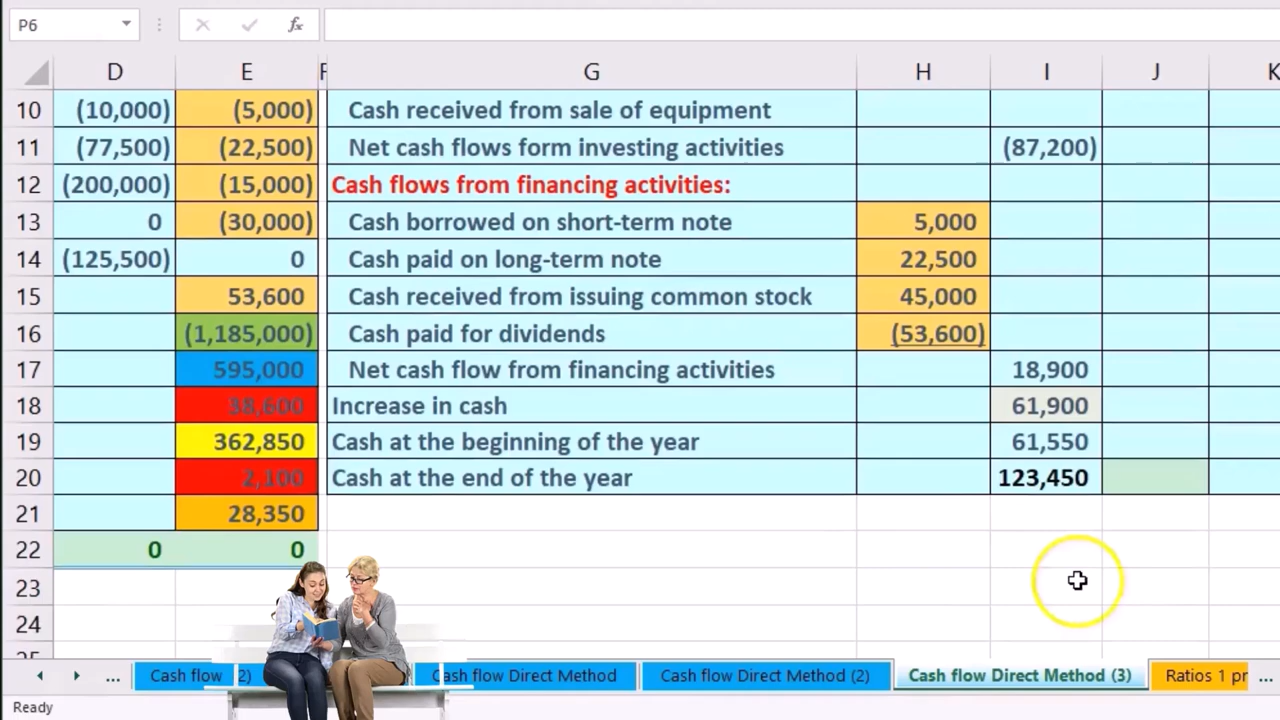 P6 fx
D E F G H I J K
10 (10,000) (5,000) Cash received from sale of equipment
11 (77,500) (22,500) Net cash flows form investing activities (87,200)
12 (200,000) (15,000) Cash flows from financing activities:
13 0 (30,000) Cash borrowed on short-term note 5,000
14 (125,500) 0 Cash paid on long-term note 22,500
15 53,600 Cash received from issuing common stock 45,000
16 (1,185,000) Cash paid for dividends (53,600)
17 595,000 Net cash flow from financing activities 18,900
18 38,600 Increase in cash 61,900
19 362,850 Cash at the beginning of the year 61,550
20 2,100 Cash at the end of the year 123,450
21 28,350
22 0 0
23
24
... Cash flow 2) Cash flow Direct Method Cash flow Direct Method (2) Cash flow Direct Method (3) Ratios 1 pr ...
Ready